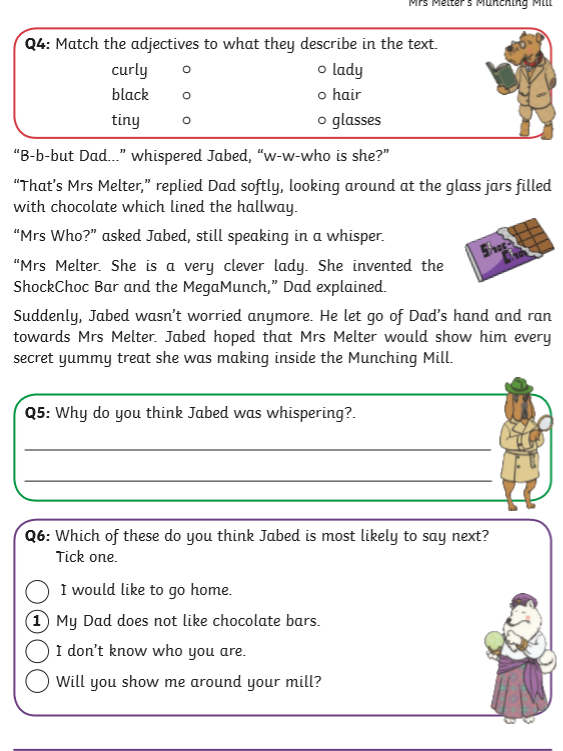 Mrs Melter's Munching Mill
Q4: Match the adjectives to what they describe in the text.
curly lady
black hair
tiny glasses
“B-b-but Dad...” whispered Jabed, “w-w-who is she?”
“That’s Mrs Melter,” replied Dad softly, looking around at the glass jars filled
with chocolate which lined the hallway.
“Mrs Who?” asked Jabed, still speaking in a whisper.
“Mrs Melter. She is a very clever lady. She invented the
ShockChoc Bar and the MegaMunch,” Dad explained.
Suddenly, Jabed wasn’t worried anymore. He let go of Dad’s hand and ran
towards Mrs Melter. Jabed hoped that Mrs Melter would show him every
secret yummy treat she was making inside the Munching Mill.
Q5: Why do you think Jabed was whispering?.
Q6: Which of these do you think Jabed is most likely to say next?
Tick one.
I would like to go home.
1 My Dad does not like chocolate bars.
I don’t know who you are.
Will you show me around your mill?